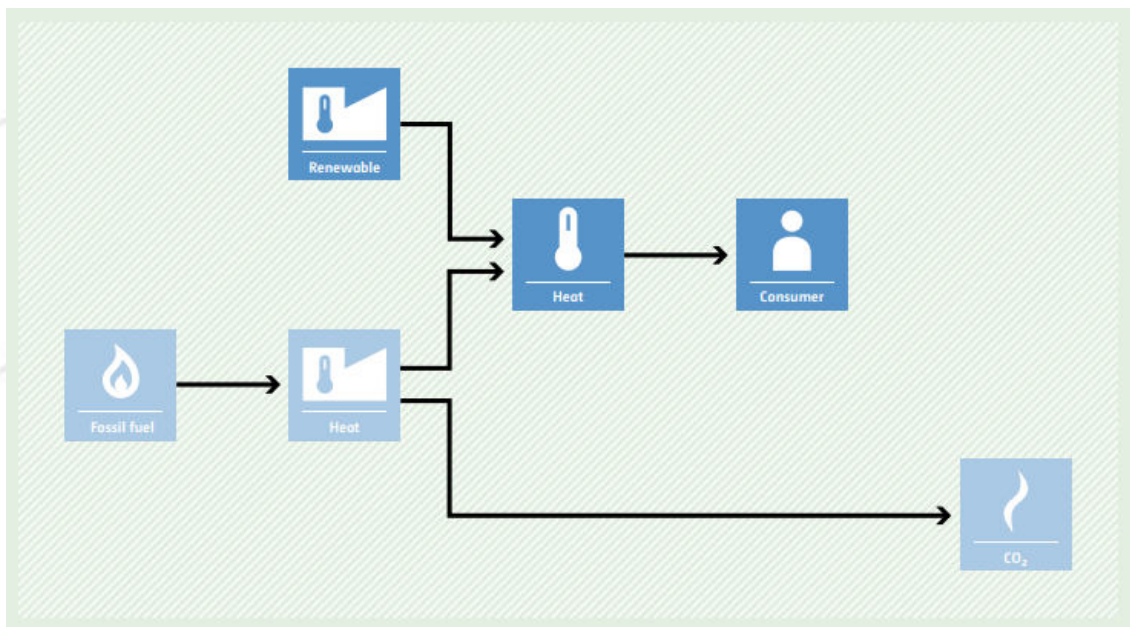 Renewable
Heat
Consumer
Fossil fuel
Heat
CO₂